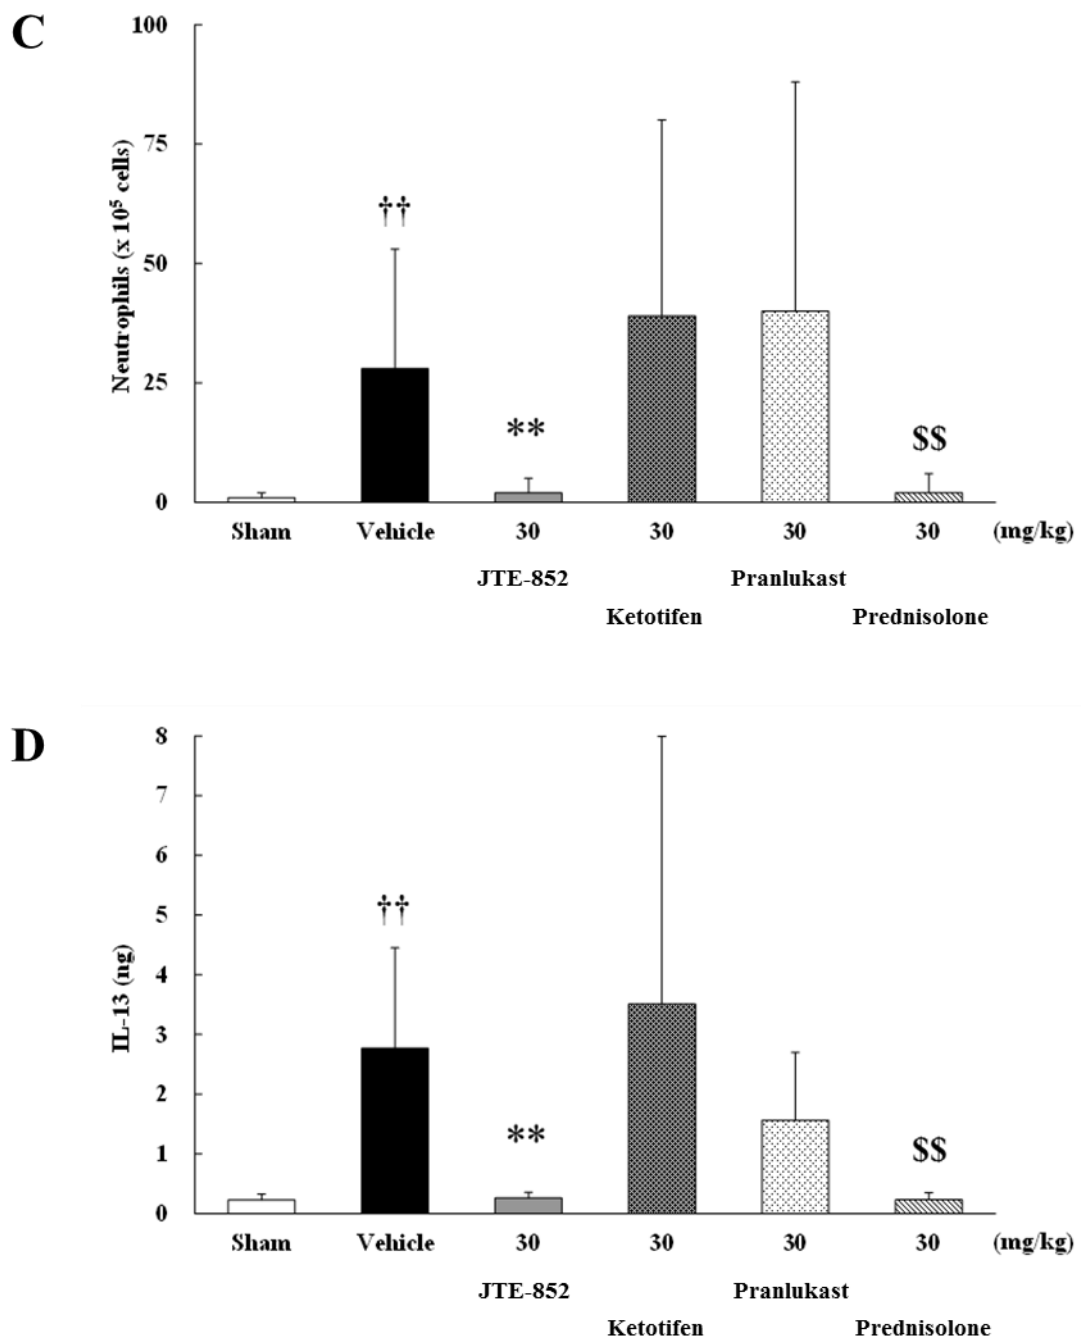 C
100
75
50
25
0
Neutrophils (x 10⁵ cells)
††
**
$$
Sham Vehicle 30 30 30 30 (mg/kg)
JTE-852 Pranlukast
Ketotifen Prednisolone
D
8
7
6
5
4
3
2
1
0
IL-13 (ng)
††
**
$$
Sham Vehicle 30 30 30 30 (mg/kg)
JTE-852 Pranlukast
Ketotifen Prednisolone